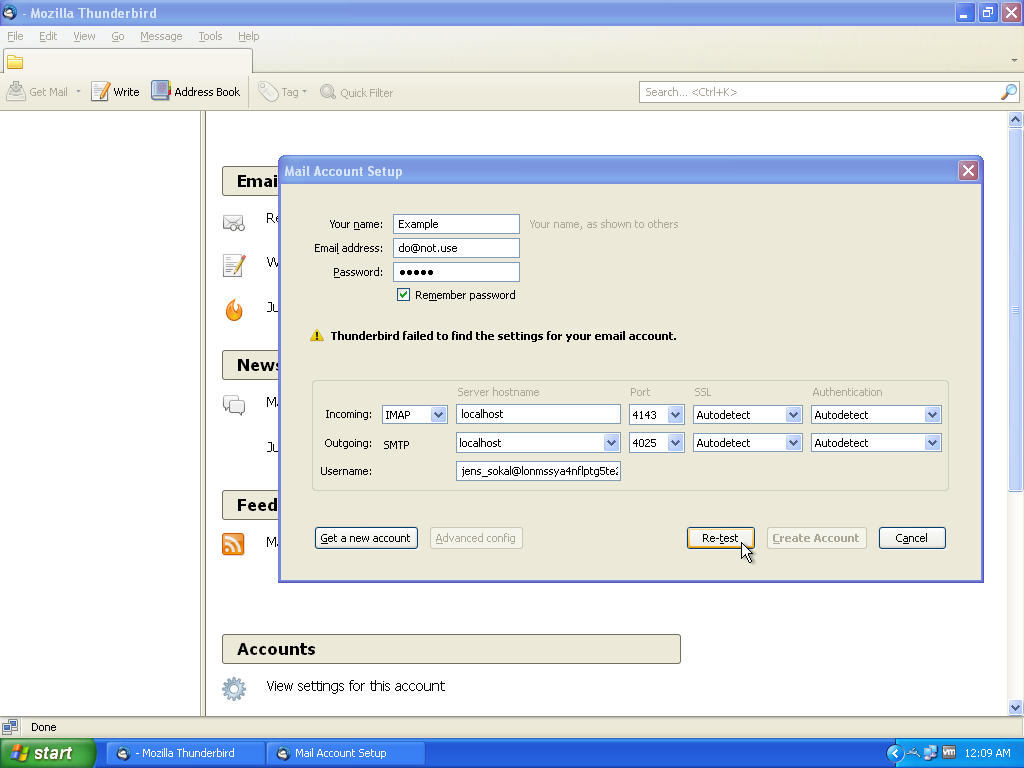 - Mozilla Thunderbird
File Edit View Go Message Tools Help
Get Mail Write Address Book Tag Quick Filter Search... <Ctrl+K>
Emai
Mail Account Setup
Your name: Example Your name, as shown to others
Email address: do@not.use
Password: ●●●●●
Remember password
Thunderbird failed to find the settings for your email account.
News
Server hostname Port SSL Authentication
Incoming: IMAP localhost 4143 Autodetect Autodetect
Outgoing: SMTP localhost 4025 Autodetect Autodetect
Username: jens_sokal@lonmssya4nflptg5te
Feed
Get a new account Advanced config Re-test Create Account Cancel
Accounts
View settings for this account
Done
start - Mozilla Thunderbird Mail Account Setup 12:09 AM